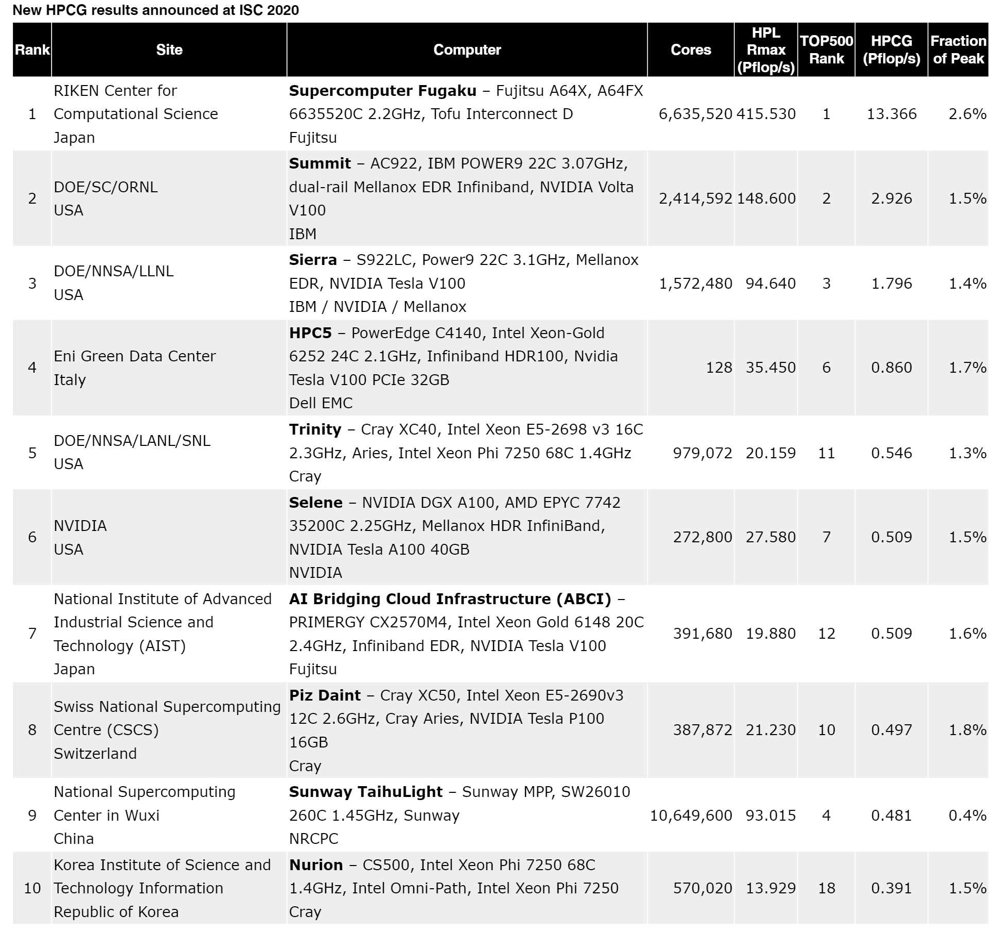 New HPCG results announced at ISC 2020
Rank Site Computer Cores HPL Rmax (Pflop/s) TOP500 Rank HPCG (Pflop/s) Fraction of Peak
1
RIKEN Center for
Computational Science
Japan
Supercomputer Fugaku – Fujitsu A64X, A64FX
6635520C 2.2GHz, Tofu Interconnect D
Fujitsu
6,635,520 415.530 1 13.366 2.6%
2
DOE/SC/ORNL
USA
Summit – AC922, IBM POWER9 22C 3.07GHz,
dual-rail Mellanox EDR Infiniband, NVIDIA Volta
V100
IBM
2,414,592 148.600 2 2.926 1.5%
3
DOE/NNSA/LLNL
USA
Sierra – S922LC, Power9 22C 3.1GHz, Mellanox
EDR, NVIDIA Tesla V100
IBM / NVIDIA / Mellanox
1,572,480 94.640 3 1.796 1.4%
4
Eni Green Data Center
Italy
HPC5 – PowerEdge C4140, Intel Xeon-Gold
6252 24C 2.1GHz, Infiniband HDR100, Nvidia
Tesla V100 PCIe 32GB
Dell EMC
128 35.450 6 0.860 1.7%
5
DOE/NNSA/LANL/SNL
USA
Trinity – Cray XC40, Intel Xeon E5-2698 v3 16C
2.3GHz, Aries, Intel Xeon Phi 7250 68C 1.4GHz
Cray
979,072 20.159 11 0.546 1.3%
6
NVIDIA
USA
Selene – NVIDIA DGX A100, AMD EPYC 7742
35200C 2.25GHz, Mellanox HDR InfiniBand,
NVIDIA Tesla A100 40GB
NVIDIA
272,800 27.580 7 0.509 1.5%
7
National Institute of Advanced
Industrial Science and
Technology (AIST)
Japan
AI Bridging Cloud Infrastructure (ABCI) –
PRIMERGY CX2570M4, Intel Xeon Gold 6148 20C
2.4GHz, Infiniband EDR, NVIDIA Tesla V100
Fujitsu
391,680 19.880 12 0.509 1.6%
8
Swiss National Supercomputing
Centre (CSCS)
Switzerland
Piz Daint – Cray XC50, Intel Xeon E5-2690v3
12C 2.6GHz, Cray Aries, NVIDIA Tesla P100
16GB
Cray
387,872 21.230 10 0.497 1.8%
9
National Supercomputing
Center in Wuxi
China
Sunway TaihuLight – Sunway MPP, SW26010
260C 1.45GHz, Sunway
NRCPC
10,649,600 93.015 4 0.481 0.4%
10
Korea Institute of Science and
Technology Information
Republic of Korea
Nurion – CS500, Intel Xeon Phi 7250 68C
1.4GHz, Intel Omni-Path, Intel Xeon Phi 7250
Cray
570,020 13.929 18 0.391 1.5%